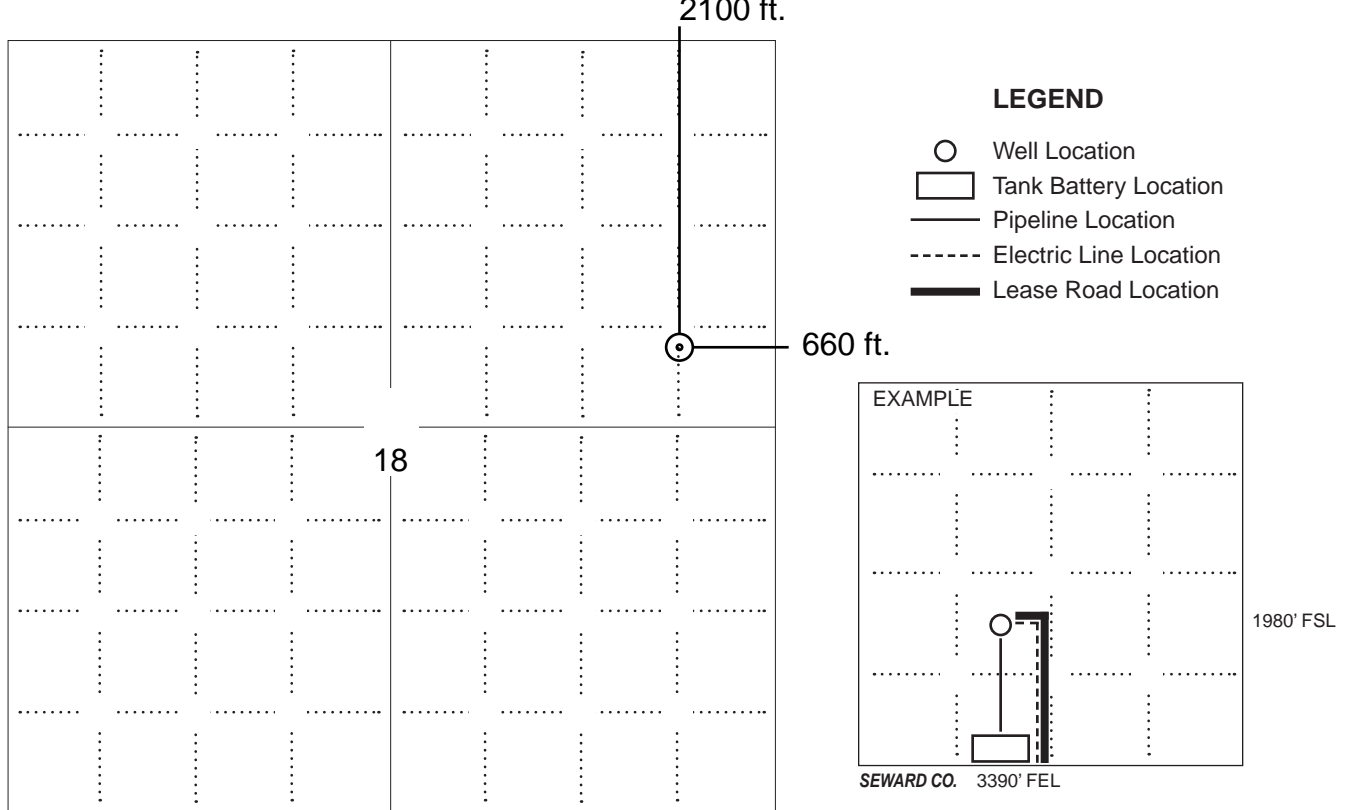 2100 ft.
LEGEND
Well Location
Tank Battery Location
Pipeline Location
Electric Line Location
Lease Road Location
660 ft.
EXAMPLE
18
1980' FSL
SEWARD CO. 3390' FEL